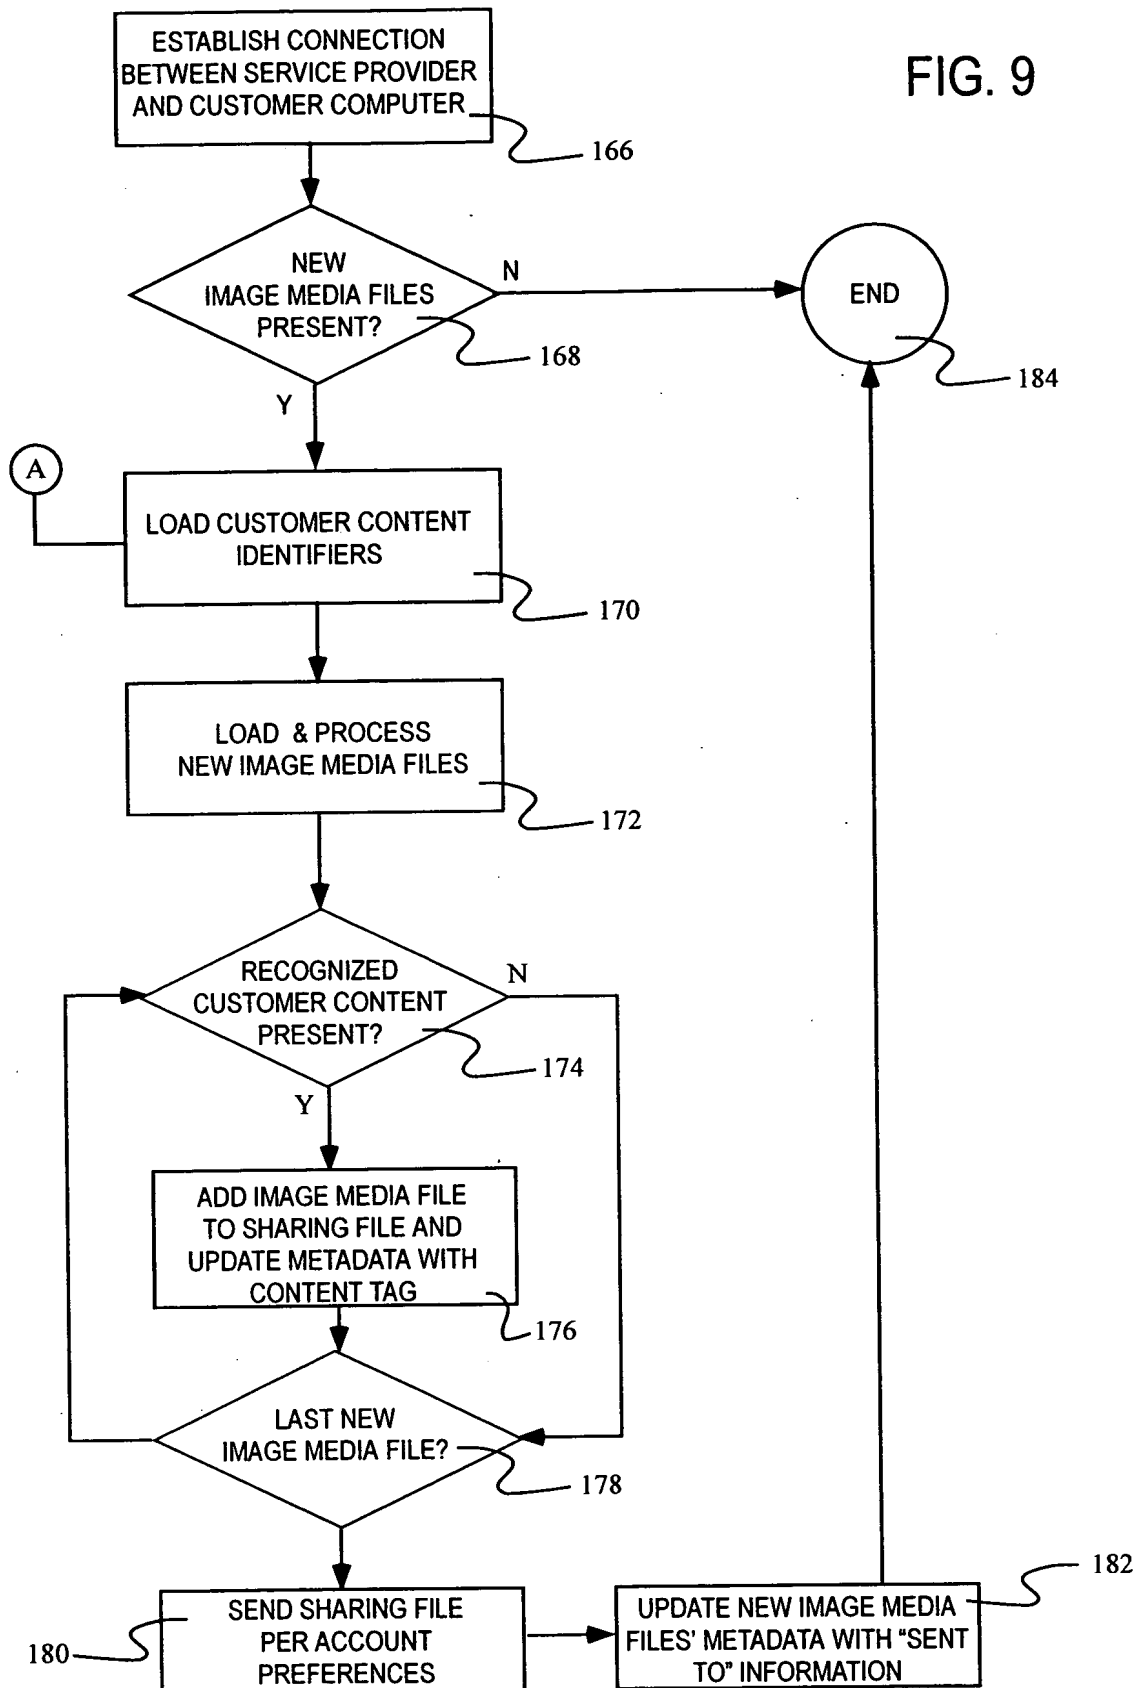 FIG. 9
ESTABLISH CONNECTION
BETWEEN SERVICE PROVIDER
AND CUSTOMER COMPUTER
166
NEW
IMAGE MEDIA FILES
PRESENT?
168
N
END
184
Y
A
LOAD CUSTOMER CONTENT
IDENTIFIERS
170
LOAD & PROCESS
NEW IMAGE MEDIA FILES
172
RECOGNIZED
CUSTOMER CONTENT
PRESENT?
174
N
Y
ADD IMAGE MEDIA FILE
TO SHARING FILE AND
UPDATE METADATA WITH
CONTENT TAG
176
LAST NEW
IMAGE MEDIA FILE?
178
SEND SHARING FILE
PER ACCOUNT
PREFERENCES
180
UPDATE NEW IMAGE MEDIA
FILES' METADATA WITH "SENT
TO" INFORMATION
182